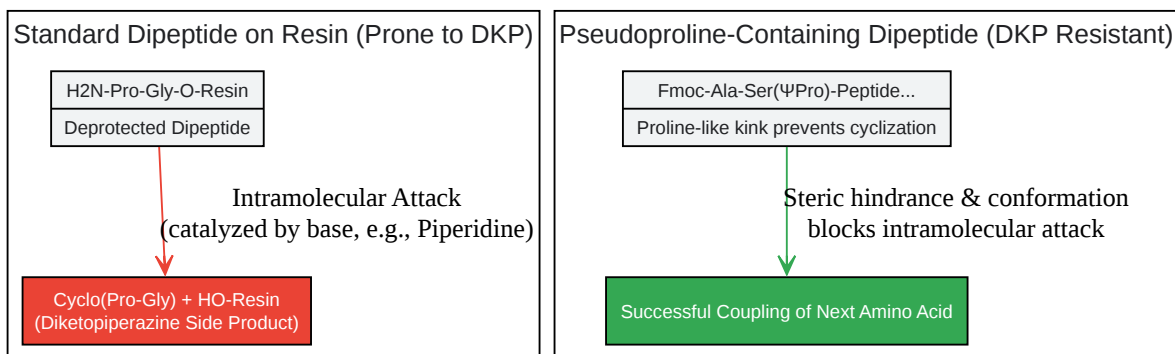 Standard Dipeptide on Resin (Prone to DKP)
H2N-Pro-Gly-O-Resin
Deprotected Dipeptide
Intramolecular Attack
(catalyzed by base, e.g., Piperidine)
Cyclo(Pro-Gly) + HO-Resin
(Diketopiperazine Side Product)
Pseudoproline-Containing Dipeptide (DKP Resistant)
Fmoc-Ala-Ser(ΨPro)-Peptide...
Proline-like kink prevents cyclization
Steric hindrance & conformation
blocks intramolecular attack
Successful Coupling of Next Amino Acid